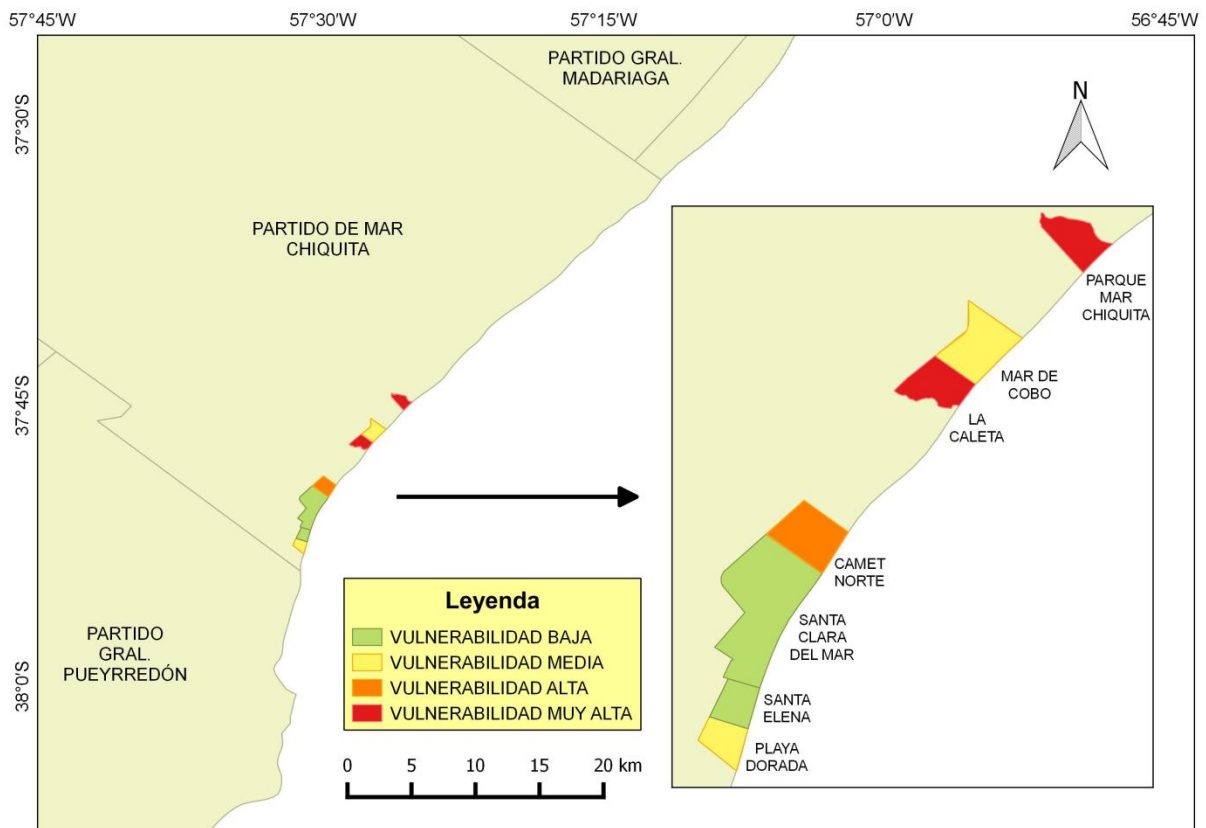 57°45'W
57°30'W
57°15'W
57°0'W
56°45'W
37°30'S
37°45'S
38°0'S
PARTIDO GRAL.
MADARIAGA
N
PARTIDO DE MAR
CHIQUITA
PARTIDO
GRAL.
PUEYRREDÓN
PARQUE
MAR
CHIQUITA
MAR DE
COBO
LA
CALETA
CAMET
NORTE
SANTA
CLARA
DEL MAR
SANTA
ELENA
PLAYA
DORADA
Leyenda
VULNERABILIDAD BAJA
VULNERABILIDAD MEDIA
VULNERABILIDAD ALTA
VULNERABILIDAD MUY ALTA
0 5 10 15 20 km